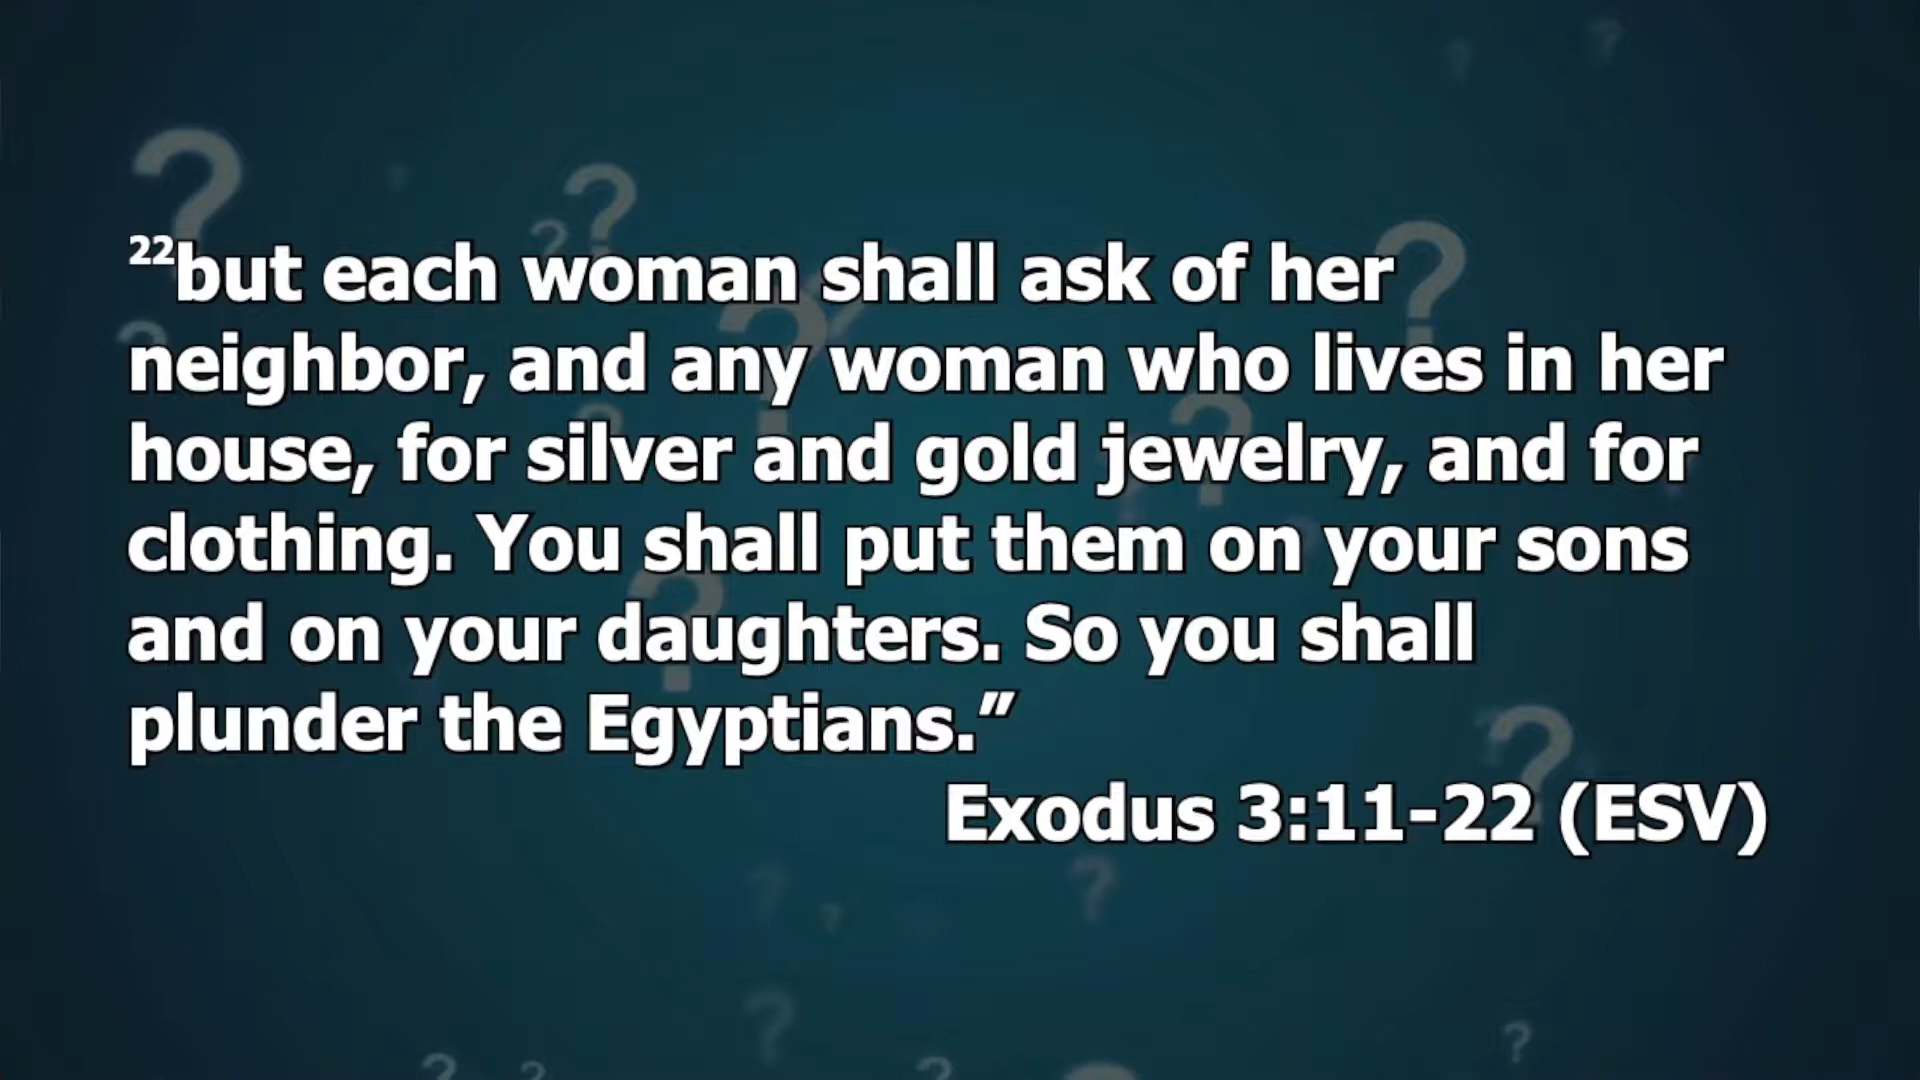 22but each woman shall ask of her
neighbor, and any woman who lives in her
house, for silver and gold jewelry, and for
clothing. You shall put them on your sons
and on your daughters. So you shall
plunder the Egyptians.”
Exodus 3:11-22 (ESV)